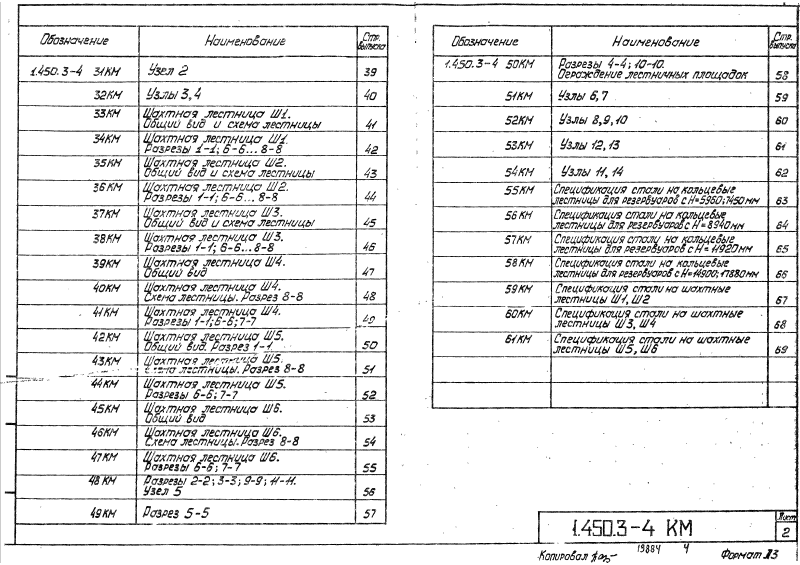 Обозначение Наименование Стр. выпуска
1.450.3-4 31КМ Узел 2 39
32КМ Узлы 3,4 40
33КМ Шахтная лестница Ш1.
Общий вид и схема лестницы 41
34КМ Шахтная лестница Ш1.
Разрезы 1-1; 6-6... 8-8 42
35КМ Шахтная лестница Ш2.
Общий вид и схема лестницы 43
36КМ Шахтная лестница Ш2.
Разрезы 1-1; 6-6... 8-8 44
37КМ Шахтная лестница Ш3.
Общий вид и схема лестницы 45
38КМ Шахтная лестница Ш3.
Разрезы 1-1; 6-6... 8-8 46
39КМ Шахтная лестница Ш4.
Общий вид 47
40КМ Шахтная лестница Ш4.
Схема лестницы. Разрез 8-8 48
41КМ Шахтная лестница Ш4.
Разрезы 1-1; 6-6; 7-7 49
42КМ Шахтная лестница Ш5.
Общий вид. Разрез 1-1. 50
43КМ Шахтная лестница Ш5.
Схема лестницы. Разрез 8-8 51
44КМ Шахтная лестница Ш5.
Разрезы 6-6; 7-7 52
45КМ Шахтная лестница Ш6.
Общий вид 53
46КМ Шахтная лестница Ш6.
Схема лестницы. Разрез 8-8 54
47КМ Шахтная лестница Ш6.
Разрезы 6-6; 7-7 55
48КМ Разрезы 2-2; 3-3; 9-9; 11-11.
Узел 5 56
49КМ Разрез 5-5 57
Обозначение Наименование Стр. выпуска
1.450.3-4 50КМ Разрезы 4-4; 10-10.
Ограждение лестничных площадок 58
51КМ Узлы 6,7 59
52КМ Узлы 8,9,10 60
53КМ Узлы 12,13 61
54КМ Узлы 11,14 62
55КМ Спецификация стали на кольцевые
лестницы для резервуаров с Н=5960; 7450мм 63
56КМ Спецификация стали на кольцевые
лестницы для резервуаров с Н=8940мм 64
57КМ Спецификация стали на кольцевые
лестницы для резервуаров с Н=11920мм 65
58КМ Спецификация стали на кольцевые
лестницы для резервуаров с Н=14900; 17880мм 66
59КМ Спецификация стали на шахтные
лестницы Ш1, Ш2 67
60КМ Спецификация стали на шахтные
лестницы Ш3, Ш4 68
61КМ Спецификация стали на шахтные
лестницы Ш5, Ш6 69
1.450.3-4 КМ Лист 2
Копировал 19884 4 Формат А3